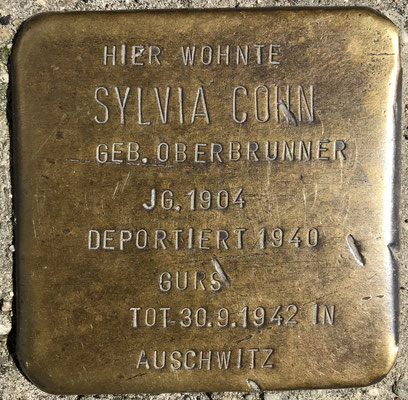 HIER WOHNTE
SYLVIA COHN
GEB. OBERBRUNNER
JG. 1904
DEPORTIERT 1940
GURS
TOT 30.9.1942 IN
AUSCHWITZ